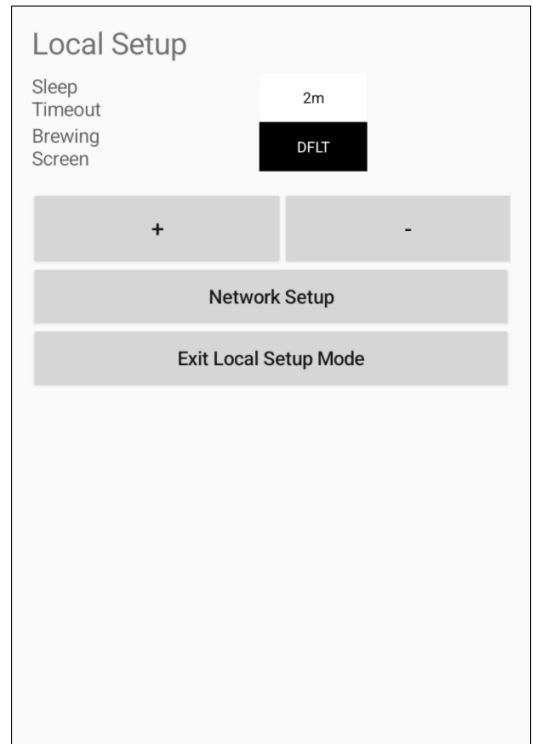 Local Setup
Sleep
Timeout
2m
Brewing
Screen
DFLT
+
-
Network Setup
Exit Local Setup Mode